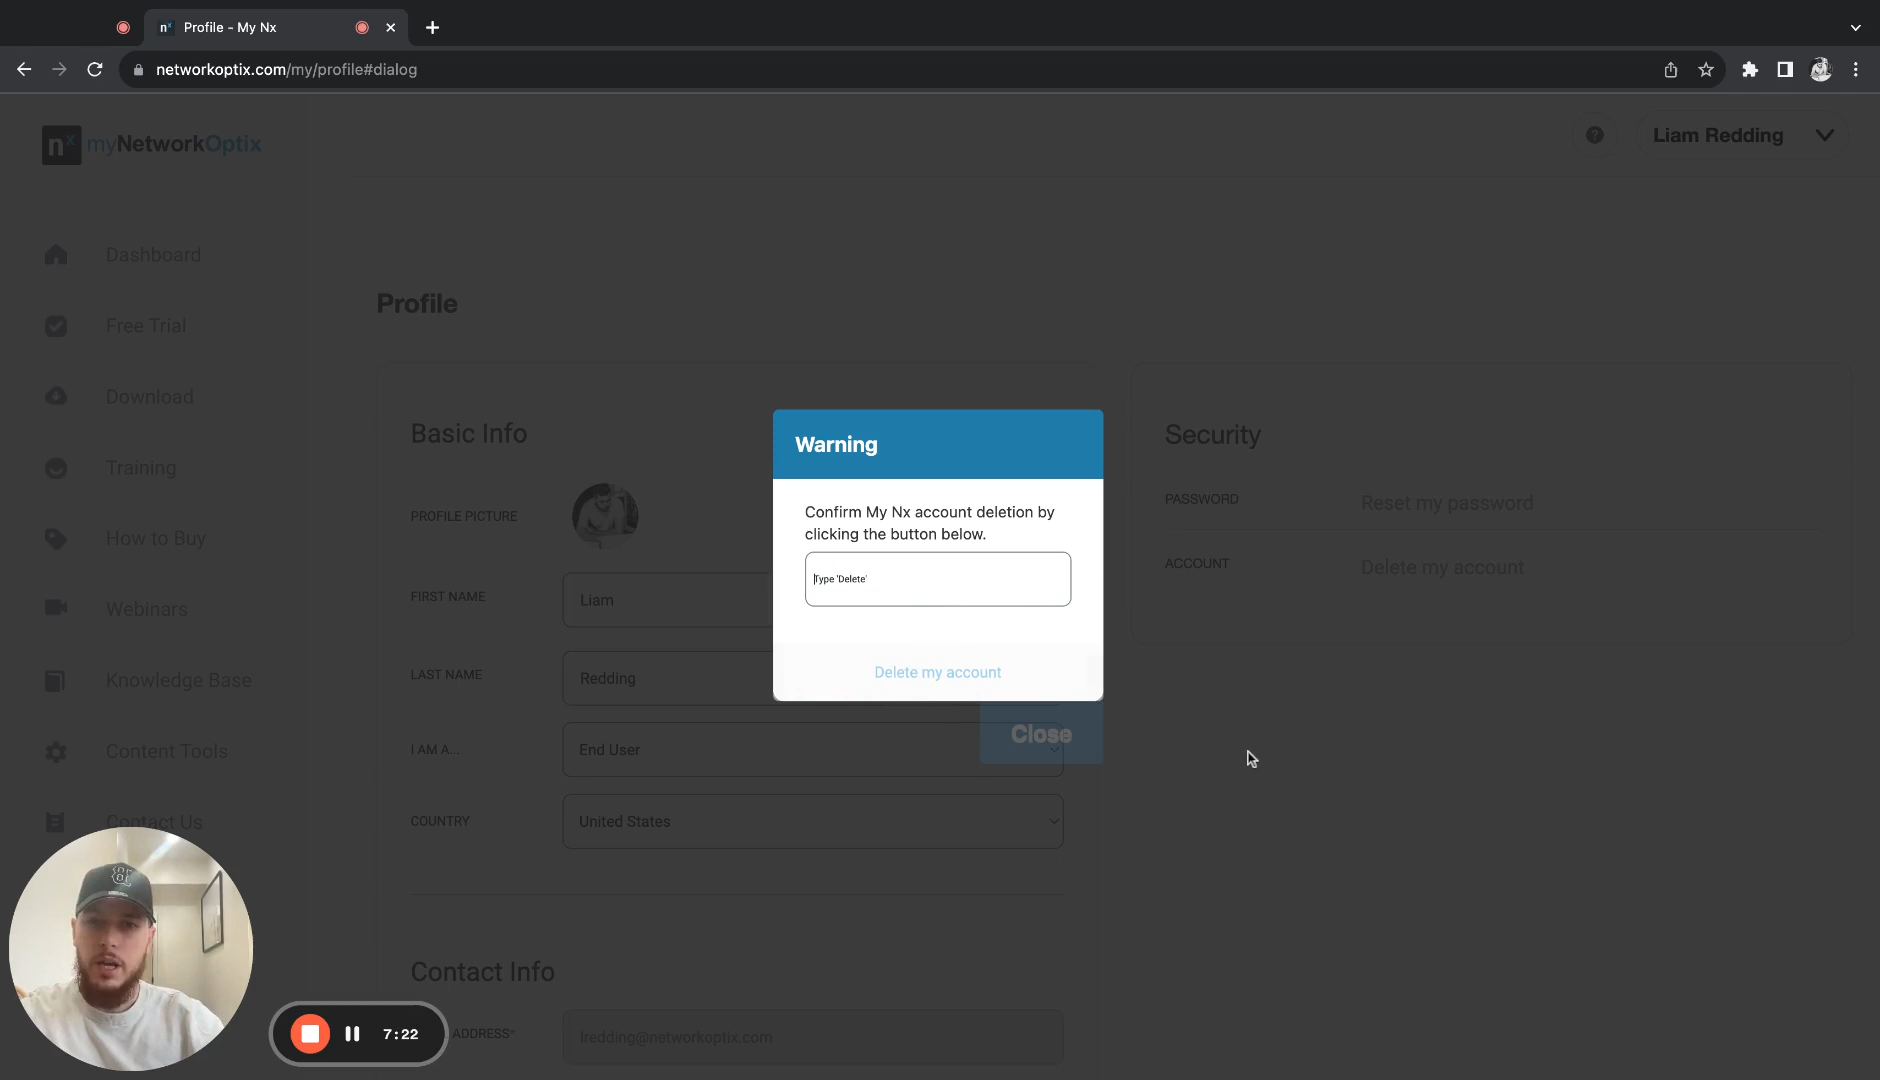 Profile - My Nx
networkoptix.com/my/profile#dialog
nx myNetworkOptix
Liam Redding
Dashboard
Free Trial
Download
Training
How to Buy
Webinars
Knowledge Base
Content Tools
Contact Us
Profile
Basic Info
PROFILE PICTURE
FIRST NAME
Liam
LAST NAME
Redding
I AM A...
End User
COUNTRY
United States
Contact Info
ADDRESS*
lredding@networkoptix.com
Security
PASSWORD
Reset my password
ACCOUNT
Delete my account
Warning
Confirm My Nx account deletion by
clicking the button below.
Type 'Delete'
Delete my account
Close
7:22